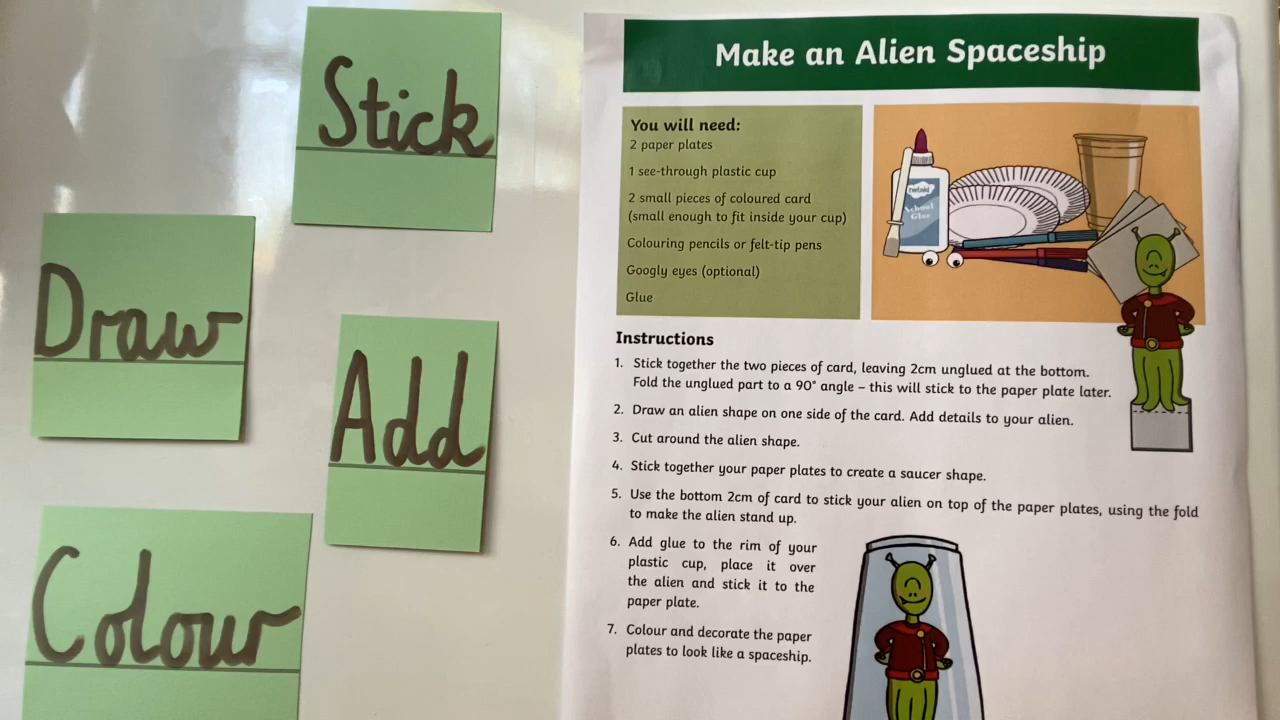 Stick
Draw
Add
Colour
Make an Alien Spaceship
You will need:
2 paper plates
1 see-through plastic cup
2 small pieces of coloured card
(small enough to fit inside your cup)
Colouring pencils or felt-tip pens
Googly eyes (optional)
Glue
twinkl
School
Glue
Instructions
1. Stick together the two pieces of card, leaving 2cm unglued at the bottom.
Fold the unglued part to a 90° angle – this will stick to the paper plate later.
2. Draw an alien shape on one side of the card. Add details to your alien.
3. Cut around the alien shape.
4. Stick together your paper plates to create a saucer shape.
5. Use the bottom 2cm of card to stick your alien on top of the paper plates, using the fold
to make the alien stand up.
6. Add glue to the rim of your
plastic cup, place it over
the alien and stick it to the
paper plate.
7. Colour and decorate the paper
plates to look like a spaceship.